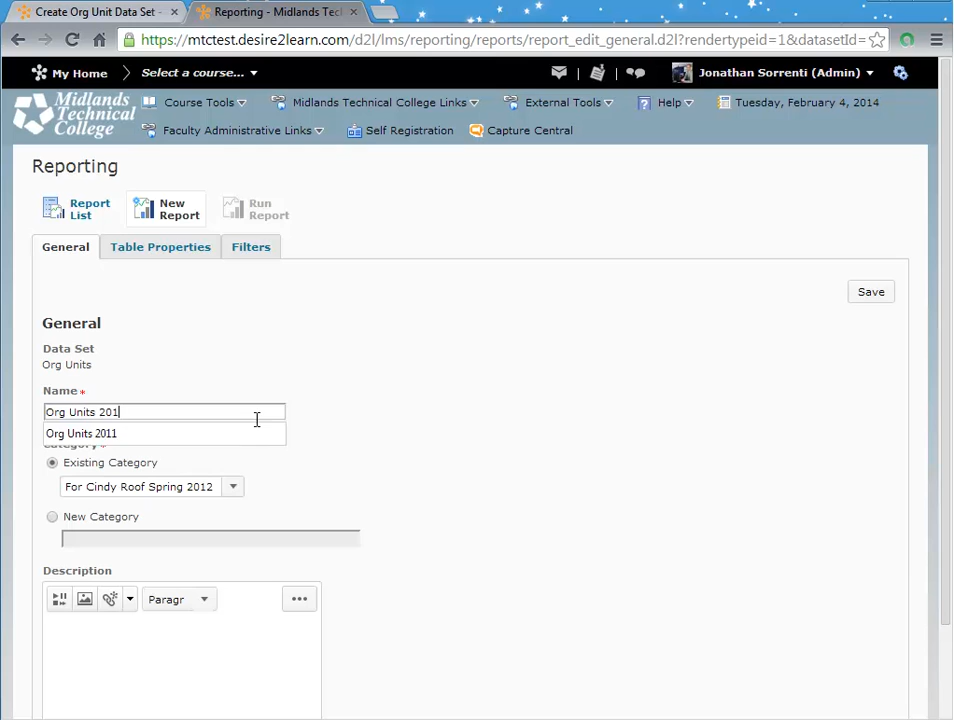 Create Org Unit Data Set -
Reporting - Midlands Tec
https://mtctest.desire2learn.com/d2l/lms/reporting/reports/report_edit_general.d2l?rendertypeid=1&datasetId=
My Home
Select a course...
Jonathan Sorrenti (Admin)
Midlands Technical College
Course Tools
Midlands Technical College Links
External Tools
Help
Tuesday, February 4, 2014
Faculty Administrative Links
Self Registration
Capture Central
Reporting
Report List
New Report
Run Report
General
Table Properties
Filters
Save
General
Data Set
Org Units
Name *
Org Units 201
Org Units 2011
Category *
Existing Category
For Cindy Roof Spring 2012
New Category
Description
Paragr